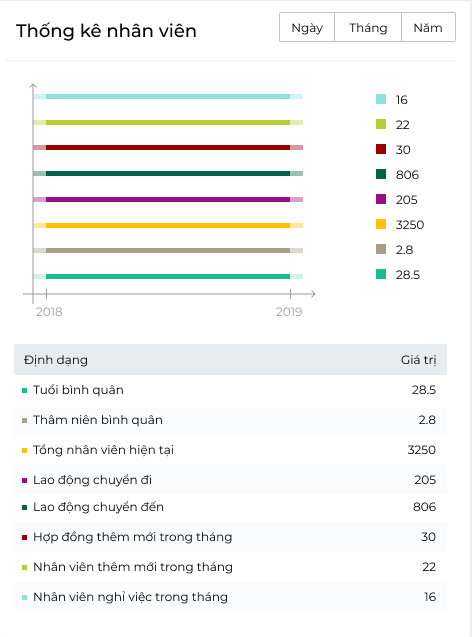 Thống kê nhân viên
Ngày Tháng Năm
16
22
30
806
205
3250
2.8
28.5
2018 2019
Định dạng Giá trị
Tuổi bình quân 28.5
Thâm niên bình quân 2.8
Tổng nhân viên hiện tại 3250
Lao động chuyển đi 205
Lao động chuyển đến 806
Hợp đồng thêm mới trong tháng 30
Nhân viên thêm mới trong tháng 22
Nhân viên nghỉ việc trong tháng 16